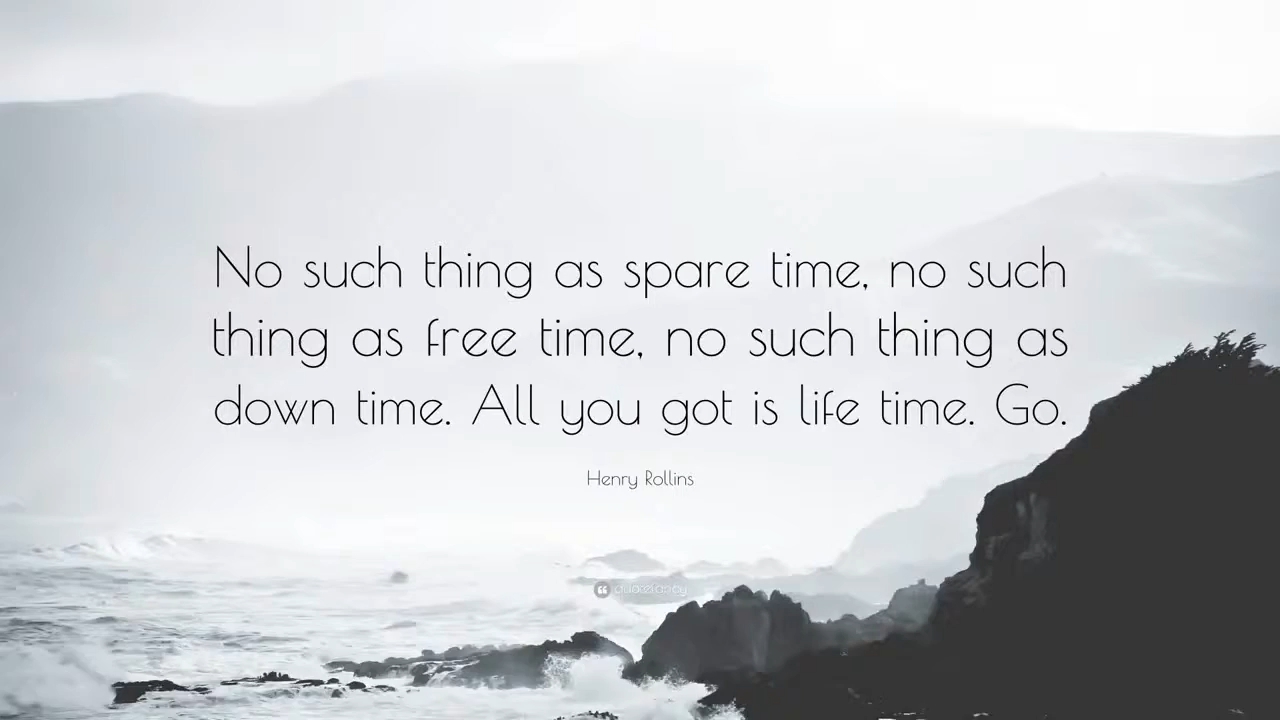 No such thing as spare time, no such
thing as free time, no such thing as
down time. All you got is life time. Go.
Henry Rollins
quotefancy